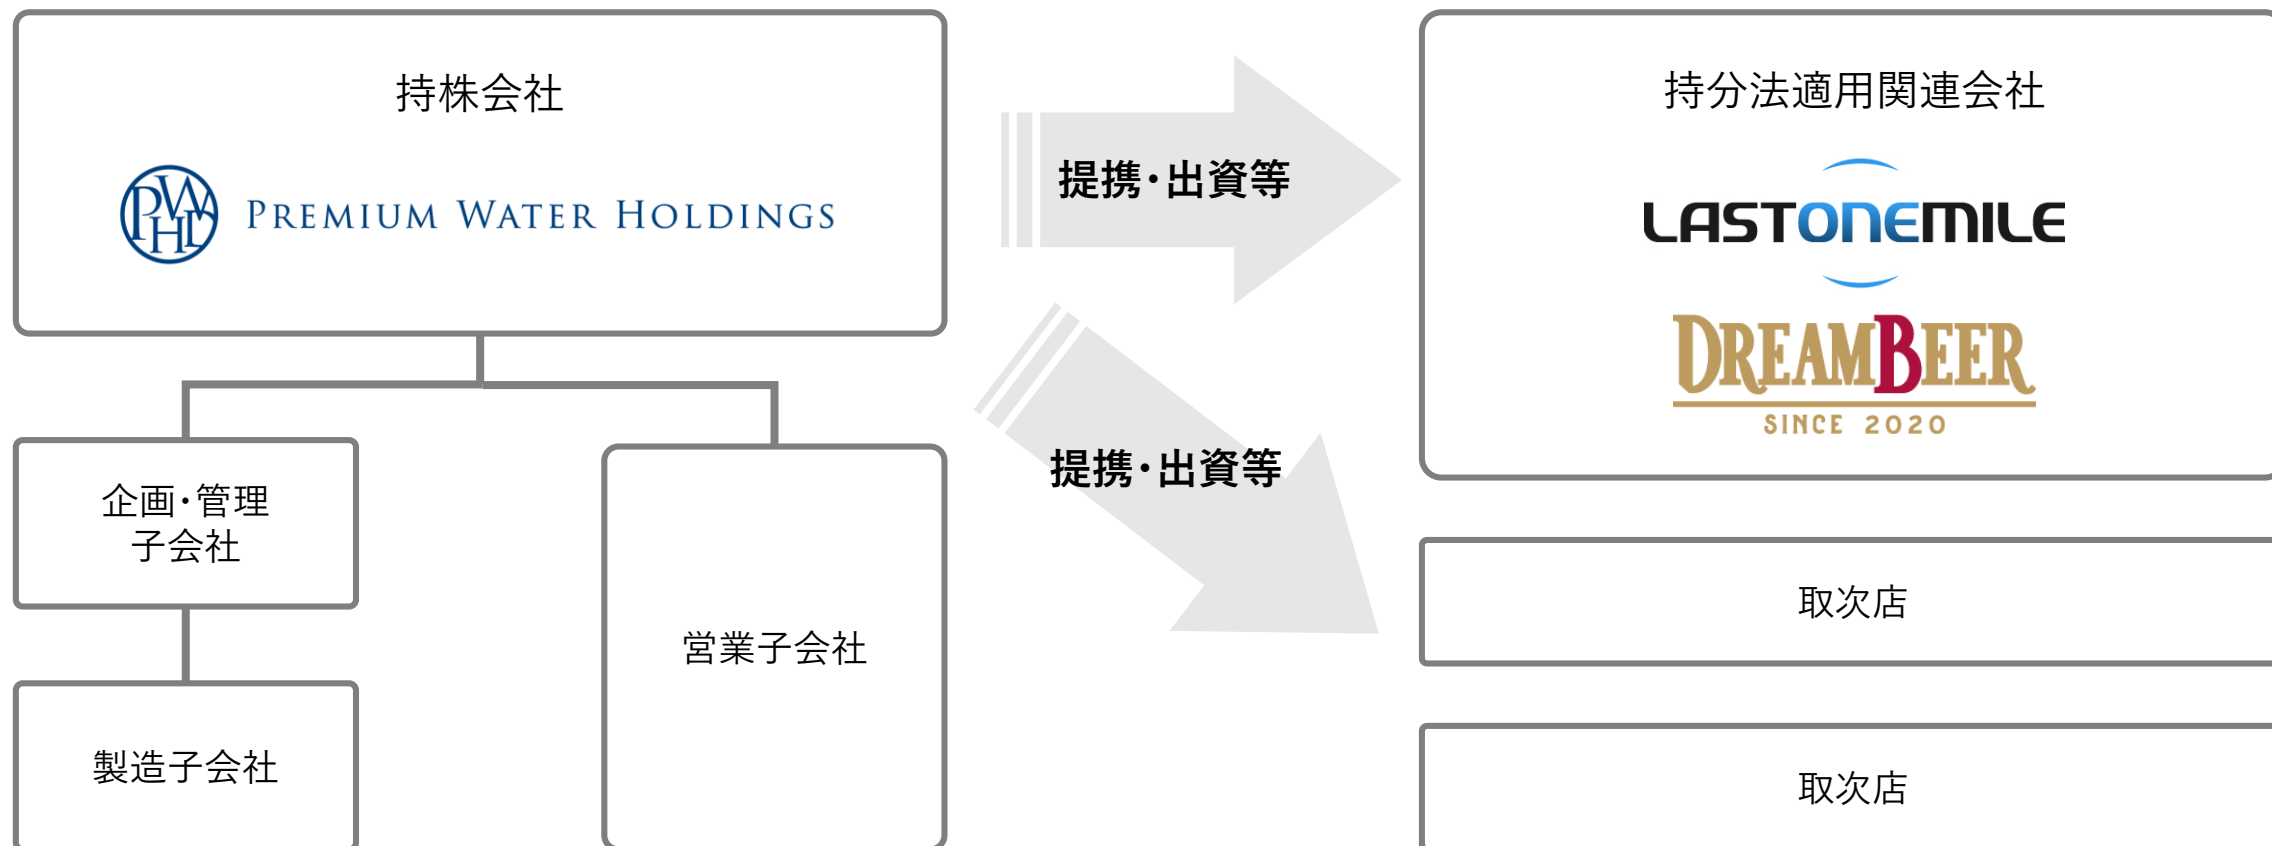 持株会社
PWHD PREMIUM WATER HOLDINGS
企画・管理
子会社
製造子会社
営業子会社
提携・出資等
提携・出資等
持分法適用関連会社
LASTONEMILE
DREAMBEER
SINCE 2020
取次店
取次店